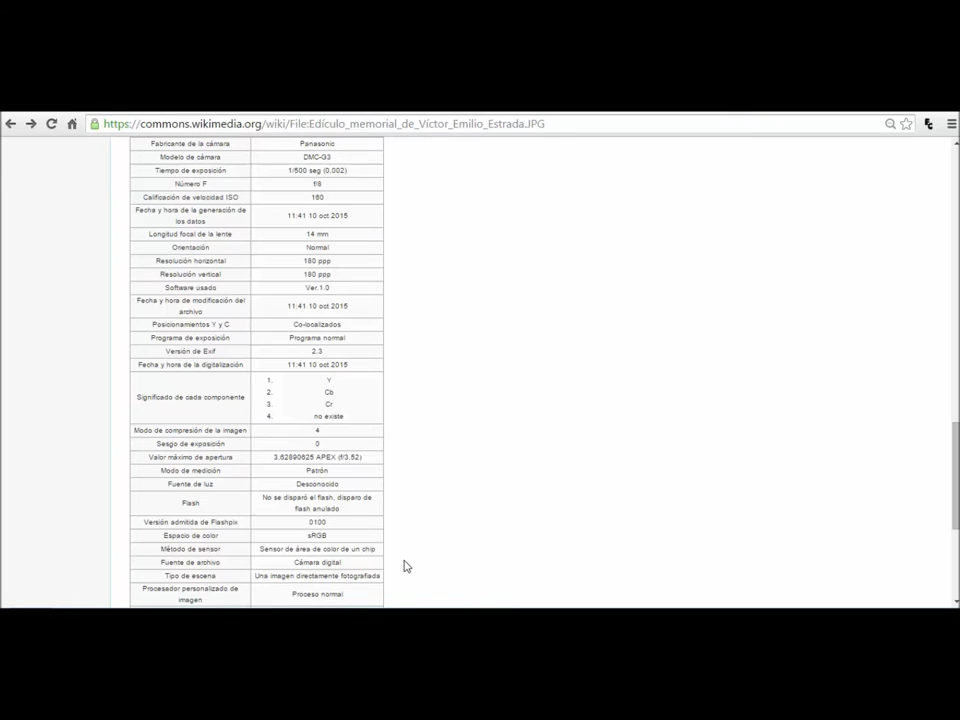 https://commons.wikimedia.org/wiki/File:Edículo_memorial_de_Víctor_Emilio_Estrada.JPG
Fabricante de la cámara Panasonic
Modelo de cámara DMC-G3
Tiempo de exposición 1/500 seg (0,002)
Número F f/8
Calificación de velocidad ISO 160
Fecha y hora de la generación de
los datos 11:41 10 oct 2015
Longitud focal de la lente 14 mm
Orientación Normal
Resolución horizontal 180 ppp
Resolución vertical 180 ppp
Software usado Ver.1.0
Fecha y hora de modificación del
archivo 11:41 10 oct 2015
Posicionamientos Y y C Co-localizados
Programa de exposición Programa normal
Versión de Exif 2.3
Fecha y hora de la digitalización 11:41 10 oct 2015
Significado de cada componente
1. Y
2. Cb
3. Cr
4. no existe
Modo de compresión de la imagen 4
Sesgo de exposición 0
Valor máximo de apertura 3,62890625 APEX (f/3,52)
Modo de medición Patrón
Fuente de luz Desconocido
Flash No se disparó el flash, disparo de
flash anulado
Versión admitida de Flashpix 0100
Espacio de color sRGB
Método de sensor Sensor de área de color de un chip
Fuente de archivo Cámara digital
Tipo de escena Una imagen directamente fotografiada
Procesador personalizado de
imagen Proceso normal